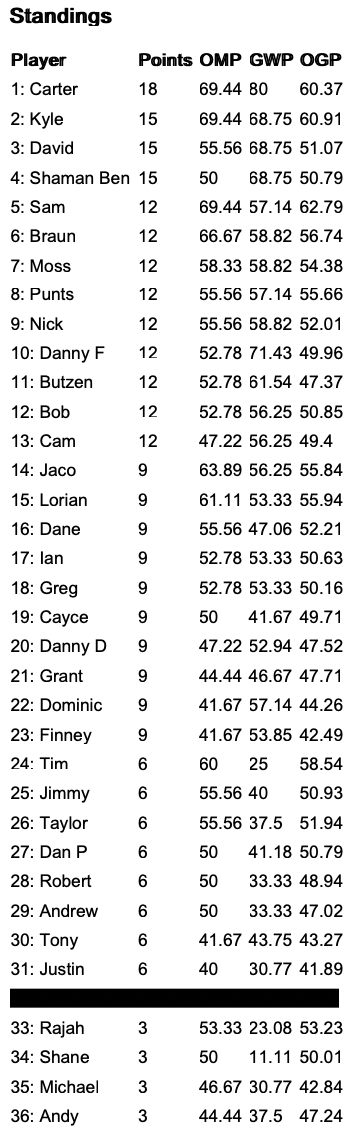 Standings
Player Points OMP GWP OGP
1: Carter 18 69.44 80 60.37
2: Kyle 15 69.44 68.75 60.91
3: David 15 55.56 68.75 51.07
4: Shaman Ben 15 50 68.75 50.79
5: Sam 12 69.44 57.14 62.79
6: Braun 12 66.67 58.82 56.74
7: Moss 12 58.33 58.82 54.38
8: Punts 12 55.56 57.14 55.66
9: Nick 12 55.56 58.82 52.01
10: Danny F 12 52.78 71.43 49.96
11: Butzen 12 52.78 61.54 47.37
12: Bob 12 52.78 56.25 50.85
13: Cam 12 47.22 56.25 49.4
14: Jaco 9 63.89 56.25 55.84
15: Lorian 9 61.11 53.33 55.94
16: Dane 9 55.56 47.06 52.21
17: Ian 9 52.78 53.33 50.63
18: Greg 9 52.78 53.33 50.16
19: Cayce 9 50 41.67 49.71
20: Danny D 9 47.22 52.94 47.52
21: Grant 9 44.44 46.67 47.71
22: Dominic 9 41.67 57.14 44.26
23: Finney 9 41.67 53.85 42.49
24: Tim 6 60 25 58.54
25: Jimmy 6 55.56 40 50.93
26: Taylor 6 55.56 37.5 51.94
27: Dan P 6 50 41.18 50.79
28: Robert 6 50 33.33 48.94
29: Andrew 6 50 33.33 47.02
30: Tony 6 41.67 43.75 43.27
31: Justin 6 40 30.77 41.89
33: Rajah 3 53.33 23.08 53.23
34: Shane 3 50 11.11 50.01
35: Michael 3 46.67 30.77 42.84
36: Andy 3 44.44 37.5 47.24